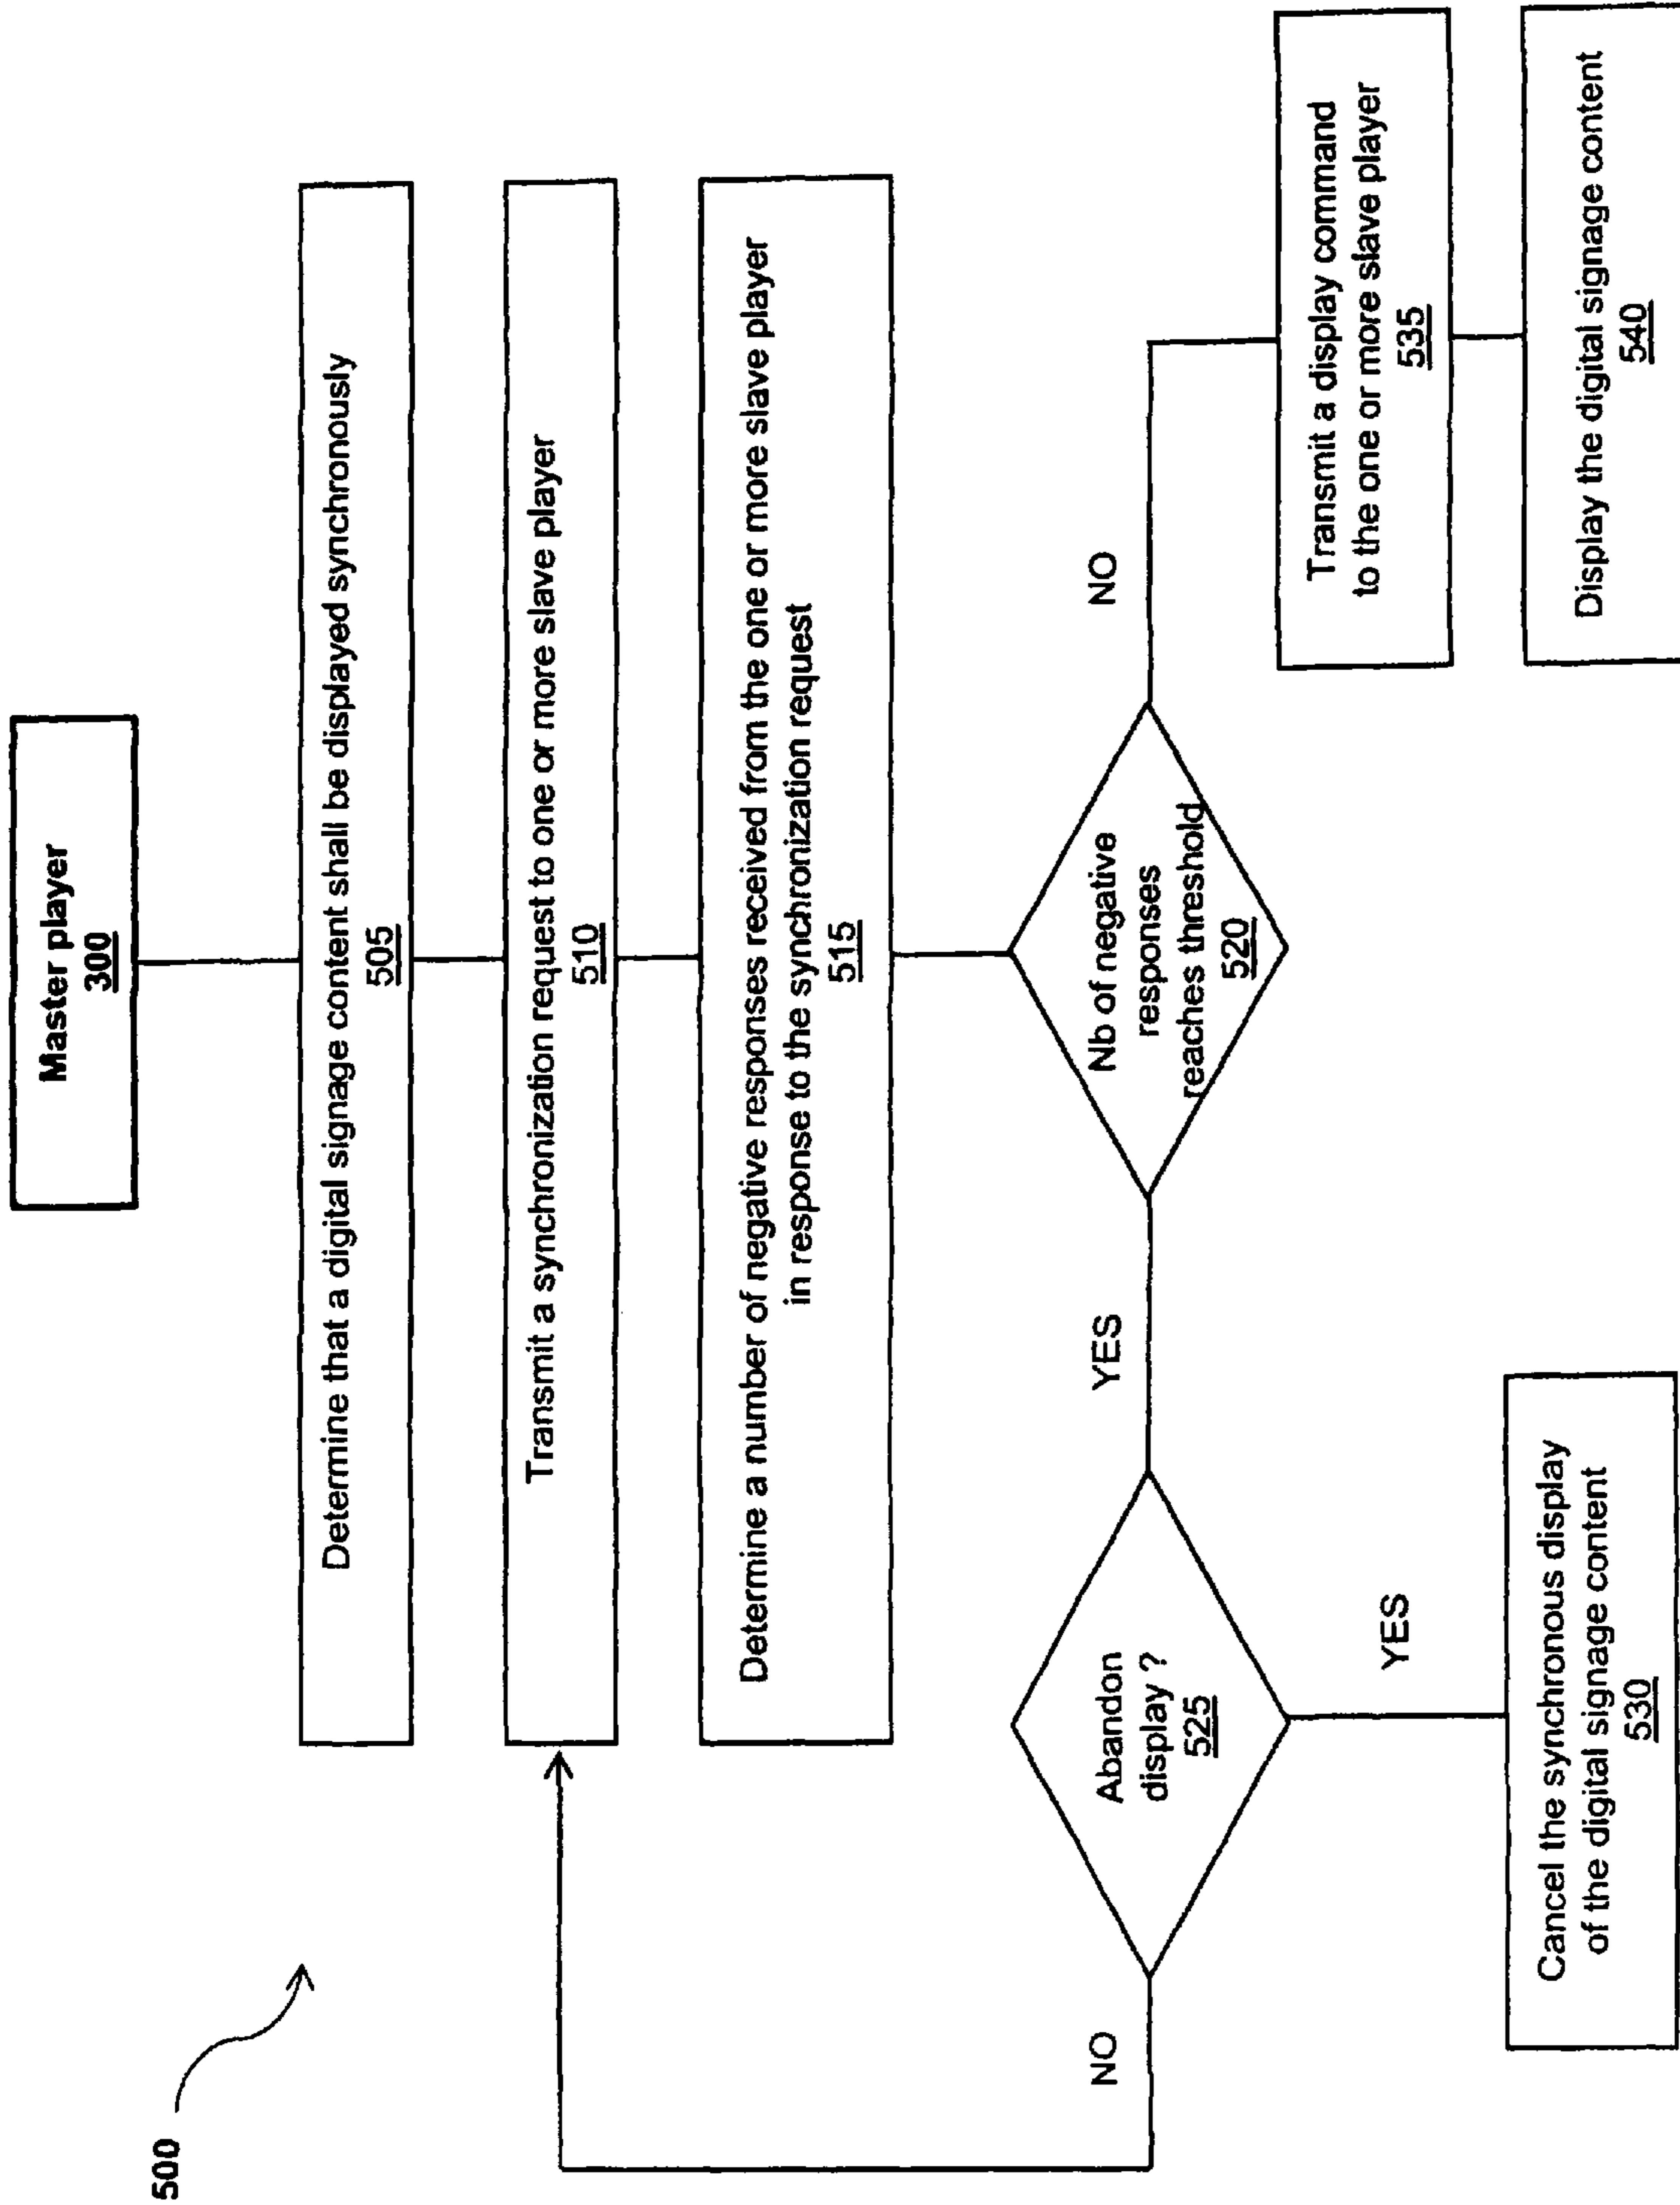 500
Master player
300
Determine that a digital signage content shall be displayed synchronously
505
Transmit a synchronization request to one or more slave player
510
Determine a number of negative responses received from the one or more slave player
in response to the synchronization request
515
Nb of negative
responses
reaches threshold
520
YES
NO
Abandon
display ?
525
NO
YES
Cancel the synchronous display
of the digital signage content
530
Transmit a display command
to the one or more slave player
535
Display the digital signage content
540